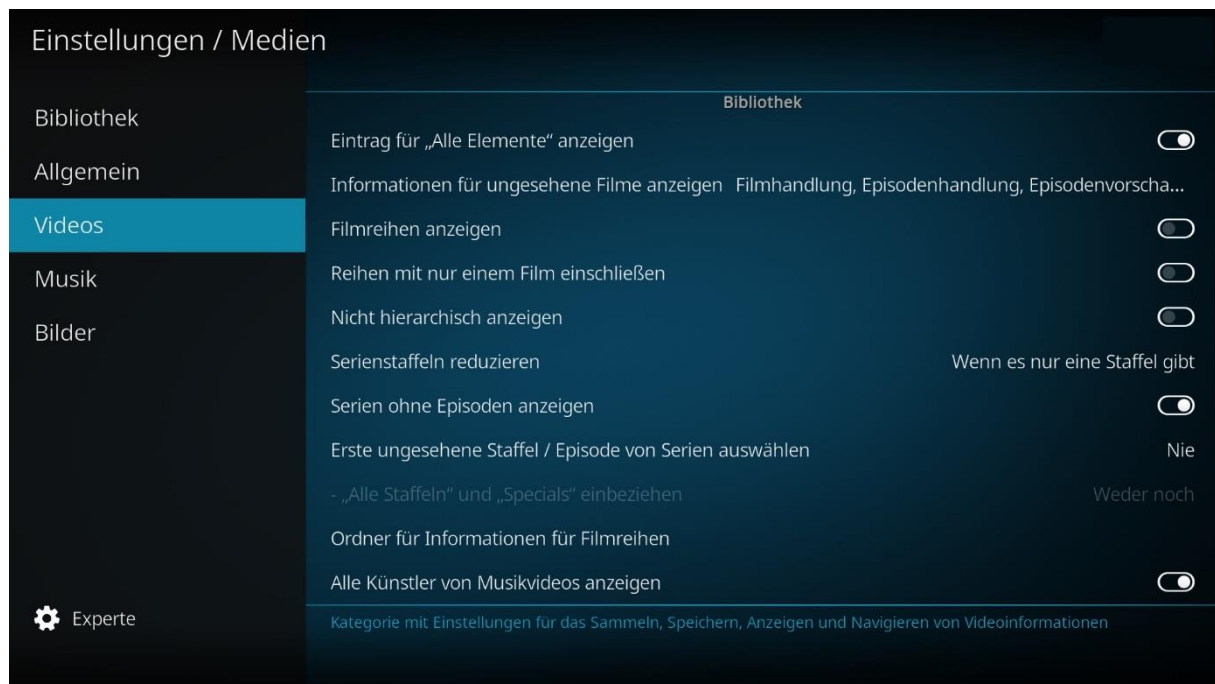 Einstellungen / Medien
Bibliothek
Allgemein
Videos
Musik
Bilder
Experte
Bibliothek
Eintrag für „Alle Elemente“ anzeigen
Informationen für ungesehene Filme anzeigen Filmhandlung, Episodenhandlung, Episodenvorscha...
Filmreihen anzeigen
Reihen mit nur einem Film einschließen
Nicht hierarchisch anzeigen
Serienstaffeln reduzieren Wenn es nur eine Staffel gibt
Serien ohne Episoden anzeigen
Erste ungesehene Staffel / Episode von Serien auswählen Nie
- „Alle Staffeln“ und „Specials“ einbeziehen Weder noch
Ordner für Informationen für Filmreihen
Alle Künstler von Musikvideos anzeigen
Kategorie mit Einstellungen für das Sammeln, Speichern, Anzeigen und Navigieren von Videoinformationen